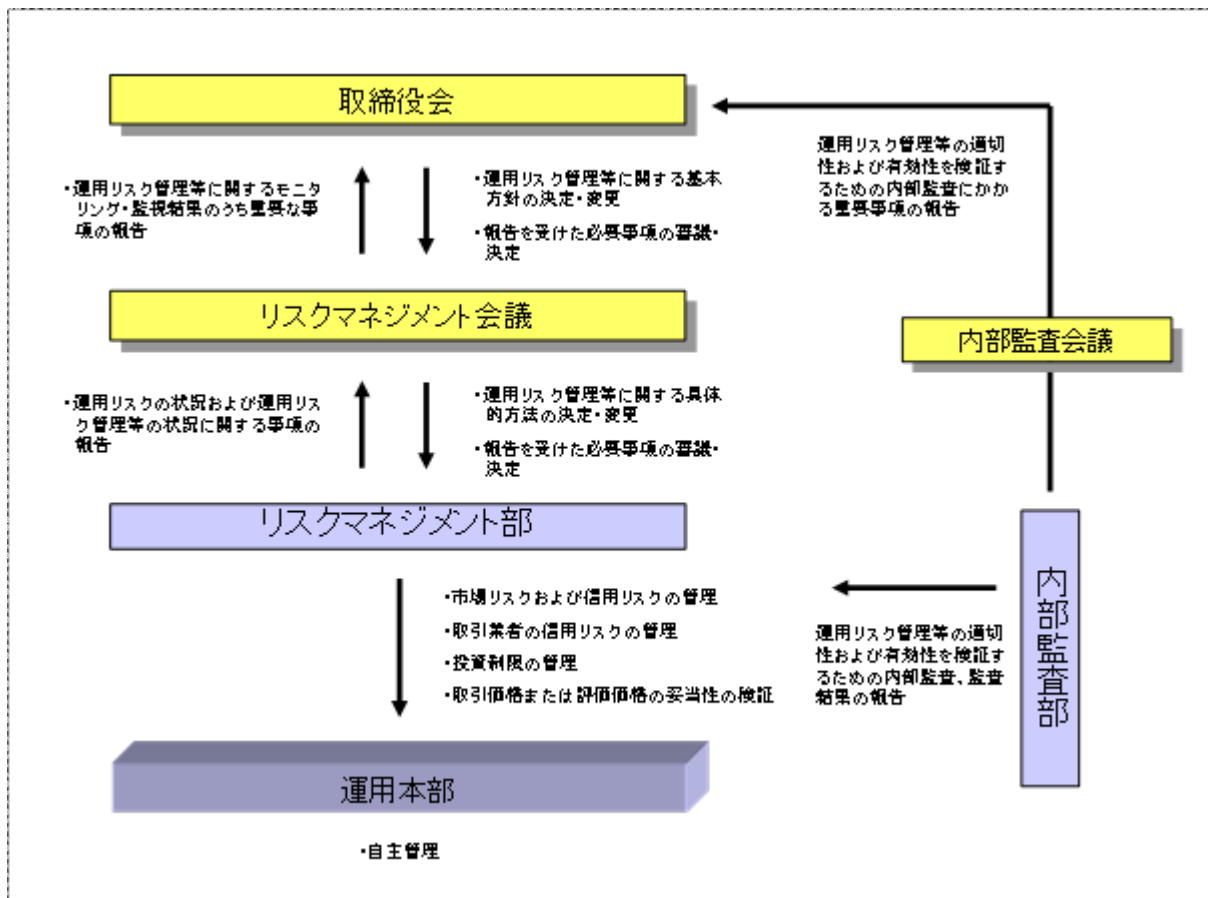 取締役会
・運用リスク管理等に関するモニ
タリング・監視結果のうち重要な事
項の報告
・運用リスク管理等に関する基本
方針の決定・変更
・報告を受けた必要事項の審議・
決定
運用リスク管理等の適切
性および有効性を検証す
るための内部監査にかか
る重要事項の報告
リスクマネジメント会議
内部監査会議
・運用リスクの状況および運用リス
ク管理等の状況に関する事項の
報告
・運用リスク管理等に関する具体
的方法の決定・変更
・報告を受けた必要事項の審議・
決定
リスクマネジメント部
・市場リスクおよび信用リスクの管理
・取引業者の信用リスクの管理
・投資制限の管理
・取引価格または評価価格の妥当性の検証
運用リスク管理等の適切
性および有効性を検証す
るための内部監査、監査
結果の報告
内部監査部
運用本部
・自主管理